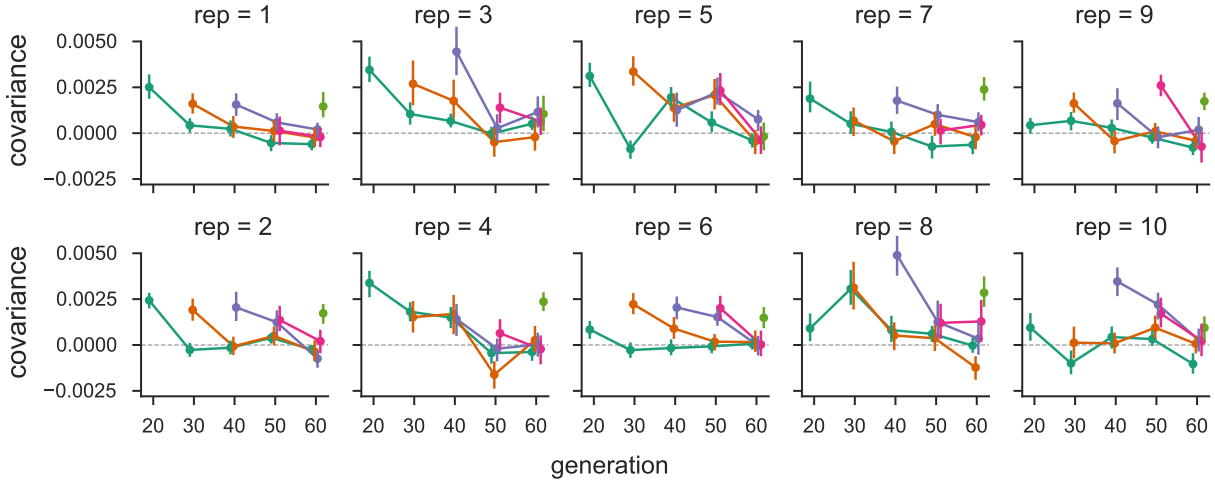 rep = 1 rep = 3 rep = 5 rep = 7 rep = 9
covariance
0.0050
0.0025
0.0000
−0.0025
rep = 2 rep = 4 rep = 6 rep = 8 rep = 10
covariance
0.0050
0.0025
0.0000
−0.0025
20 30 40 50 60 20 30 40 50 60 20 30 40 50 60 20 30 40 50 60 20 30 40 50 60
generation